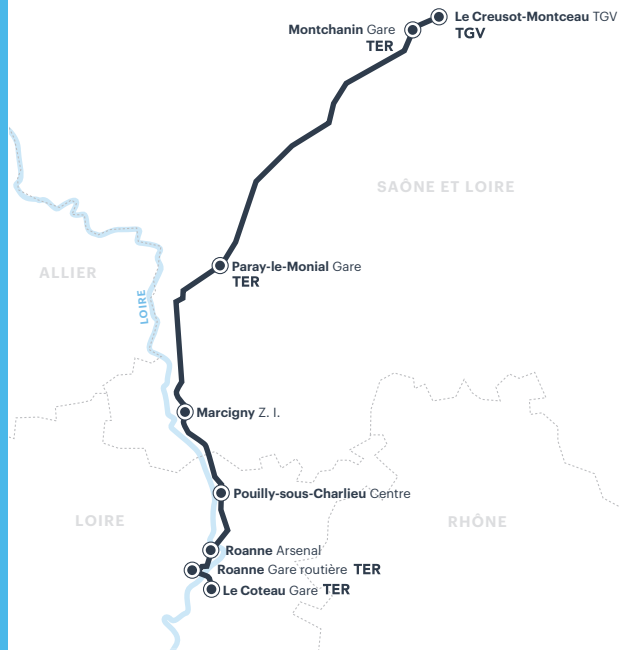 Le Creusot-Montceau TGV
TGV
Montchanin Gare
TER
SAÔNE ET LOIRE
Paray-le-Monial Gare
TER
ALLIER
LOIRE
Marcigny Z. I.
Pouilly-sous-Charlieu Centre
LOIRE
RHÔNE
Roanne Arsenal
Roanne Gare routière TER
Le Coteau Gare TER